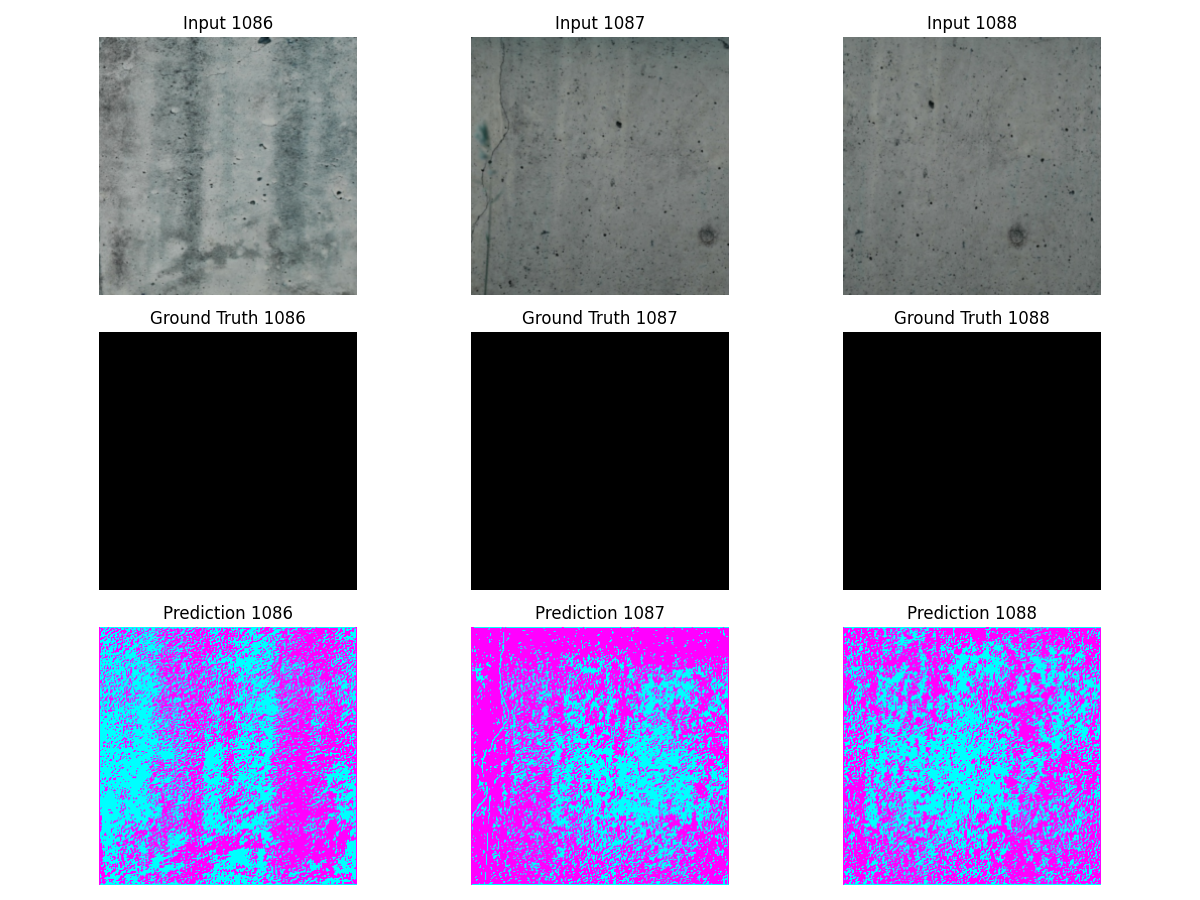 Input 1086
Input 1087
Input 1088
Ground Truth 1086
Ground Truth 1087
Ground Truth 1088
Prediction 1086
Prediction 1087
Prediction 1088